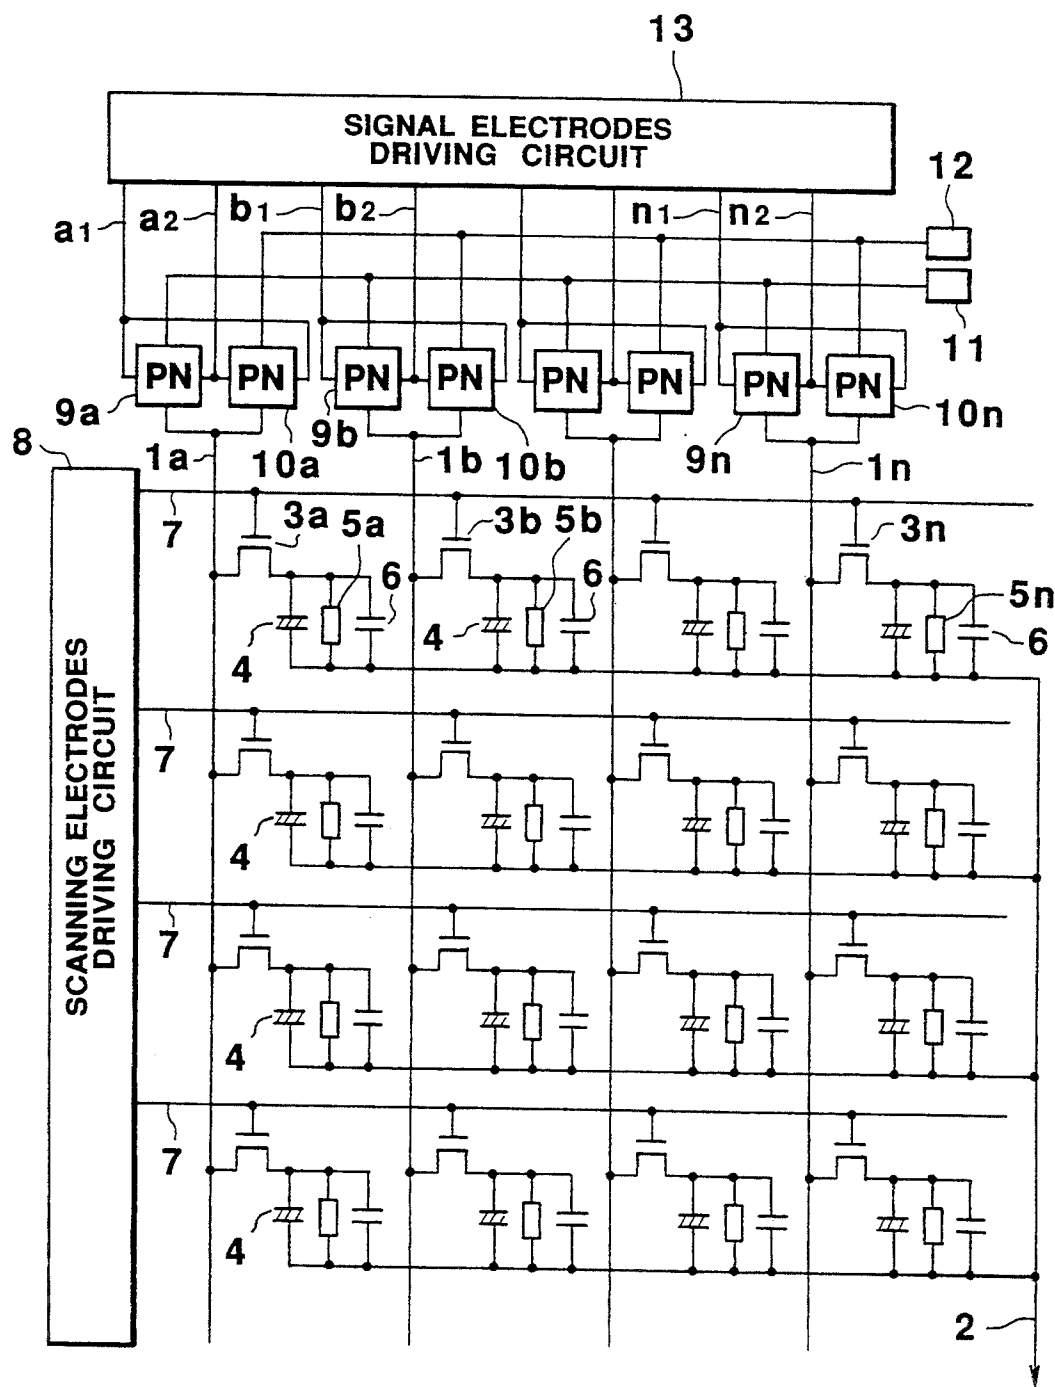 13
SIGNAL ELECTRODES
DRIVING CIRCUIT
12
a1 a2 b1 b2 n1 n2
11
PN PN PN PN PN PN PN PN
9a 9b 10n
8 1a 10a 1b 10b 9n 1n
7 3a 5a 3b 5b 3n
6 6 5n
4 4 6
SCANNING ELECTRODES
DRIVING CIRCUIT
7
4
7
4
7
4
2